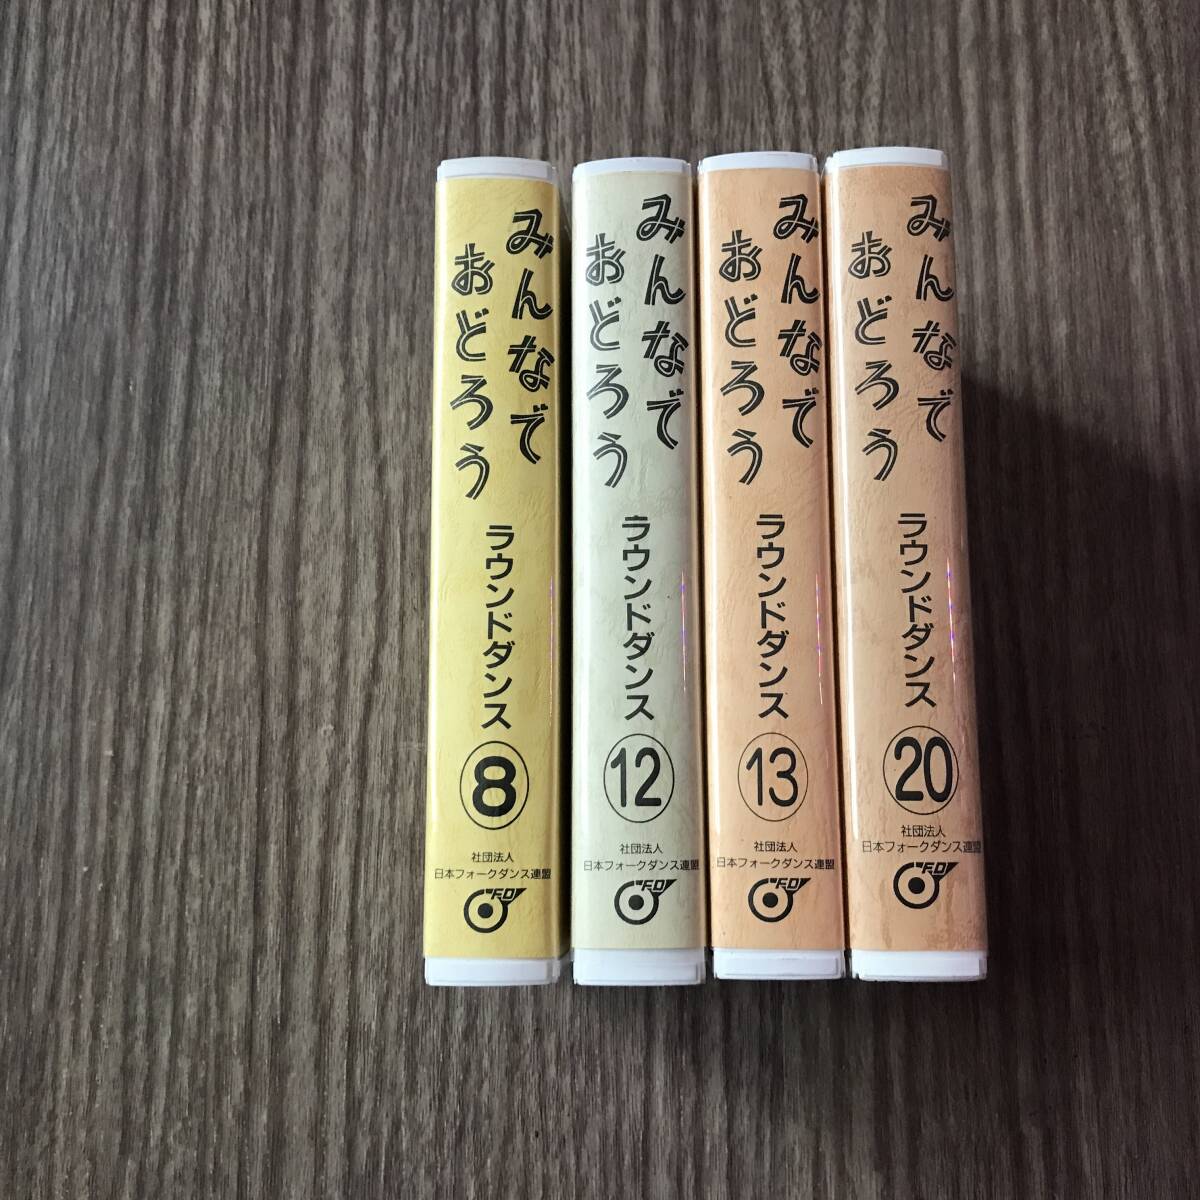 みんなで
おどろう
ラウンドダンス
8
社団法人
日本フォークダンス連盟
F.D
みんなで
おどろう
ラウンドダンス
12
社団法人
日本フォークダンス連盟
F.D
みんなで
おどろう
ラウンドダンス
13
社団法人
日本フォークダンス連盟
F.D
みんなで
おどろう
ラウンドダンス
20
社団法人
日本フォークダンス連盟
F.D